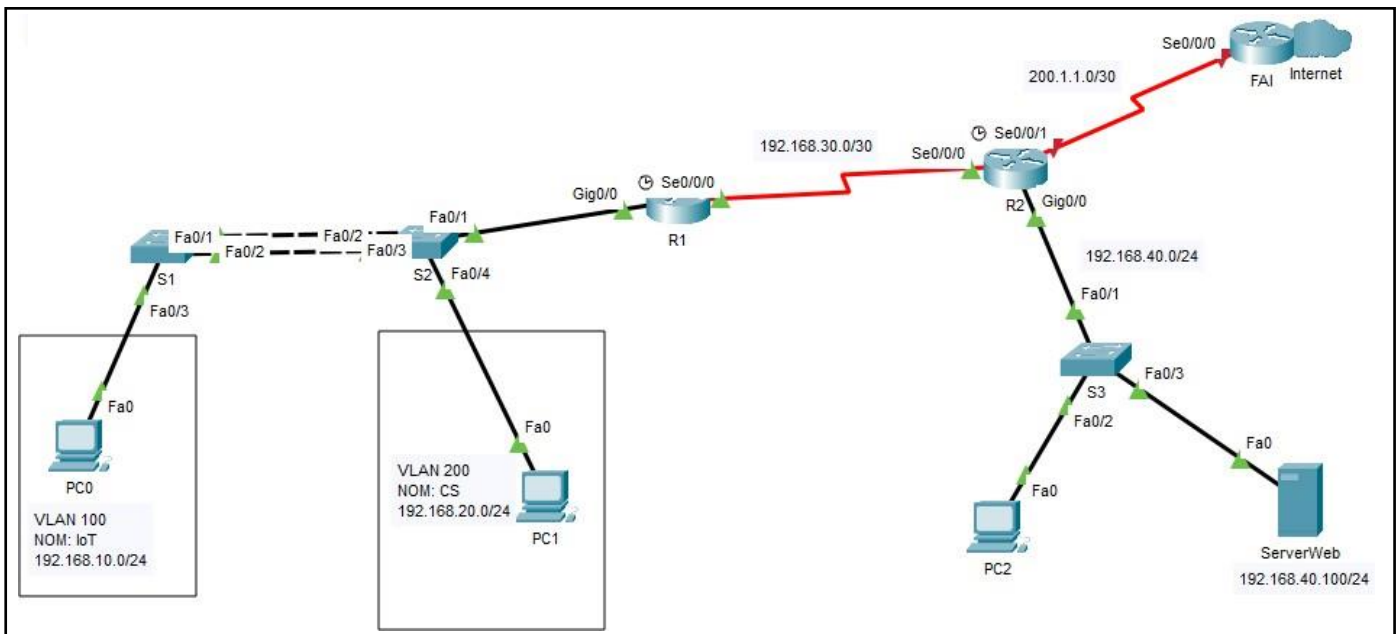 Se0/0/0
FAI
Internet
200.1.1.0/30
Se0/0/1
192.168.30.0/30
Se0/0/0
R2
Gig0/0
Se0/0/0
Gig0/0
R1
Fa0/1
Fa0/1
Fa0/2
Fa0/2
Fa0/3
S1
S2
Fa0/4
Fa0/3
192.168.40.0/24
Fa0/1
S3
Fa0/3
Fa0/2
Fa0
Fa0
Fa0
Fa0
PC0
VLAN 100
NOM: IoT
192.168.10.0/24
VLAN 200
NOM: CS
192.168.20.0/24
PC1
PC2
ServerWeb
192.168.40.100/24